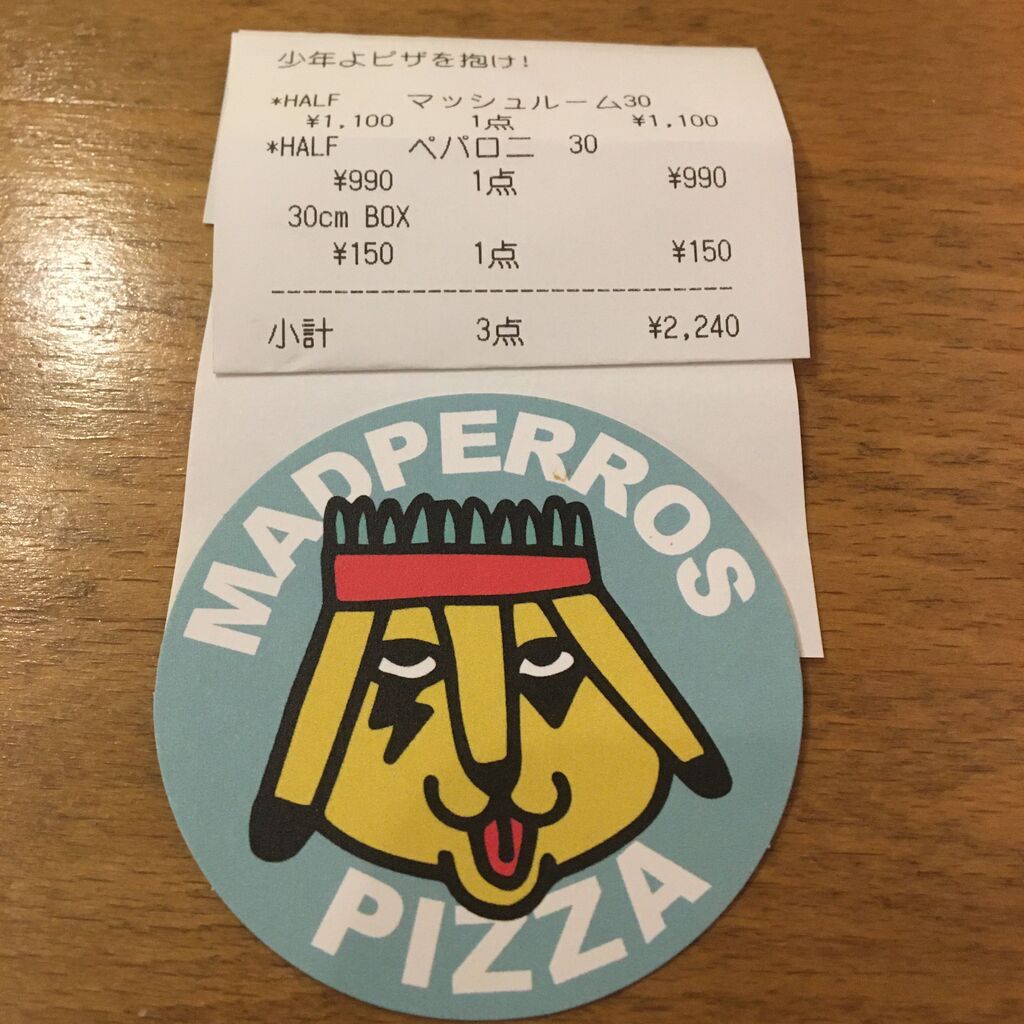 少年よピザを抱け!
*HALF マッシュルーム30
¥1,100 1点 ¥1,100
*HALF ペパロニ 30
¥990 1点 ¥990
30cm BOX
¥150 1点 ¥150
小計 3点 ¥2,240
MADPERROS
PIZZA